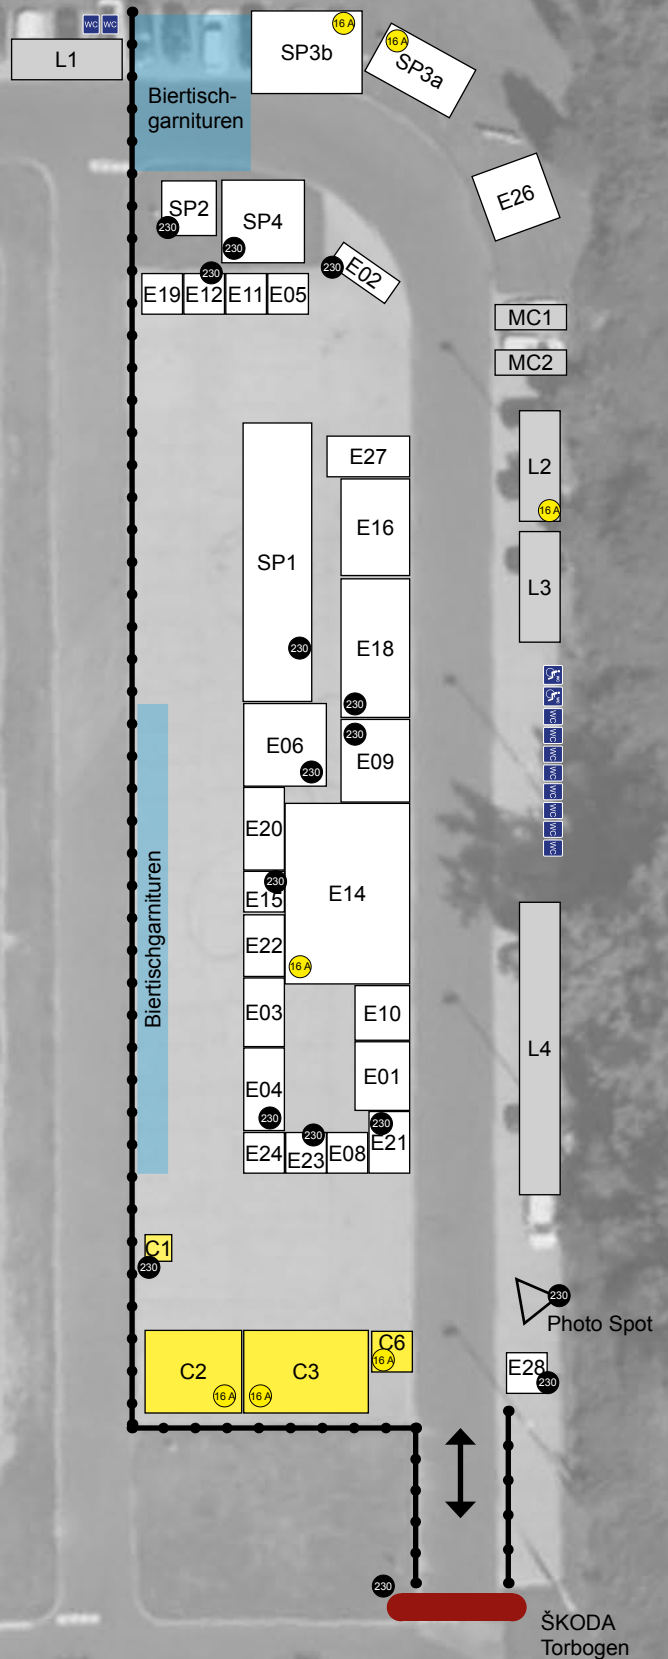 WC WC
16 A
16 A
L1
SP3b
SP3a
Biertisch-
garnituren
E26
SP2
SP4
230
230
230
230
E02
E19 E12 E11 E05
MC1
MC2
E27
L2
16 A
E16
SP1
L3
E18
230
230
WC
WC
WC
WC
WC
WC
WC
WC
230
E06
E09
230
E20
230
E15
E14
Biertischgarnituren
E22
16 A
E03
E10
L4
E01
E04
230
230
230
E21
E24 E23 E08
C1
230
230
Photo Spot
C6
16 A
C2
C3
16 A
16 A
E28
230
230
ŠKODA
Torbogen